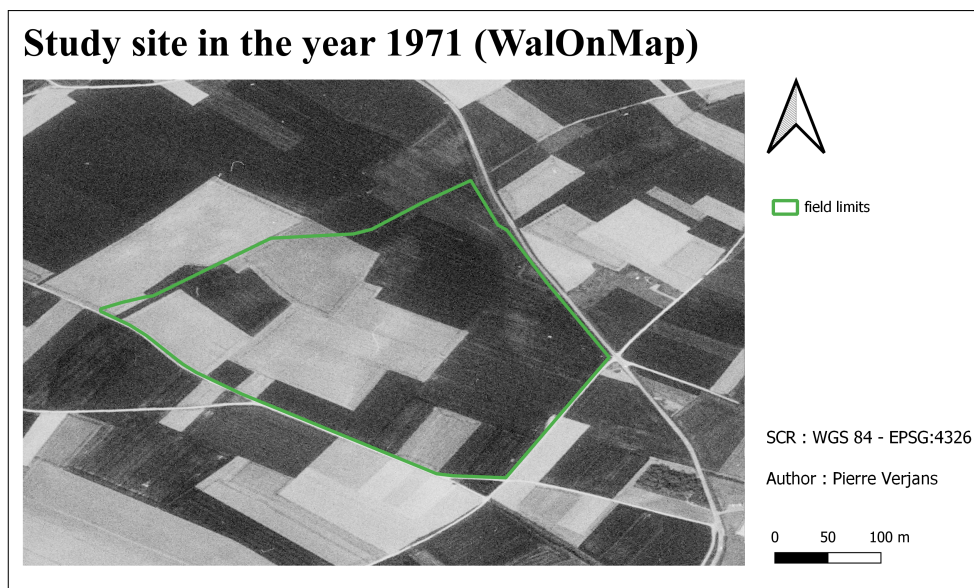 Study site in the year 1971 (WalOnMap)
field limits
SCR : WGS 84 - EPSG:4326
Author : Pierre Verjans
0 50 100 m